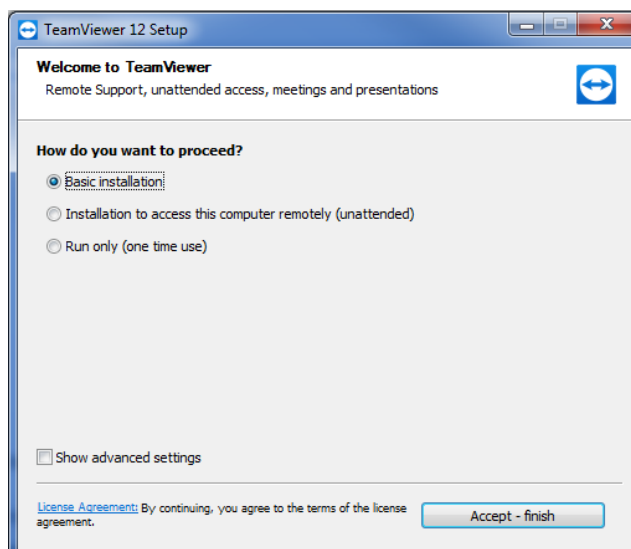 TeamViewer 12 Setup
Welcome to TeamViewer
Remote Support, unattended access, meetings and presentations
How do you want to proceed?
Basic installation
Installation to access this computer remotely (unattended)
Run only (one time use)
Show advanced settings
License Agreement: By continuing, you agree to the terms of the license
agreement.
Accept - finish